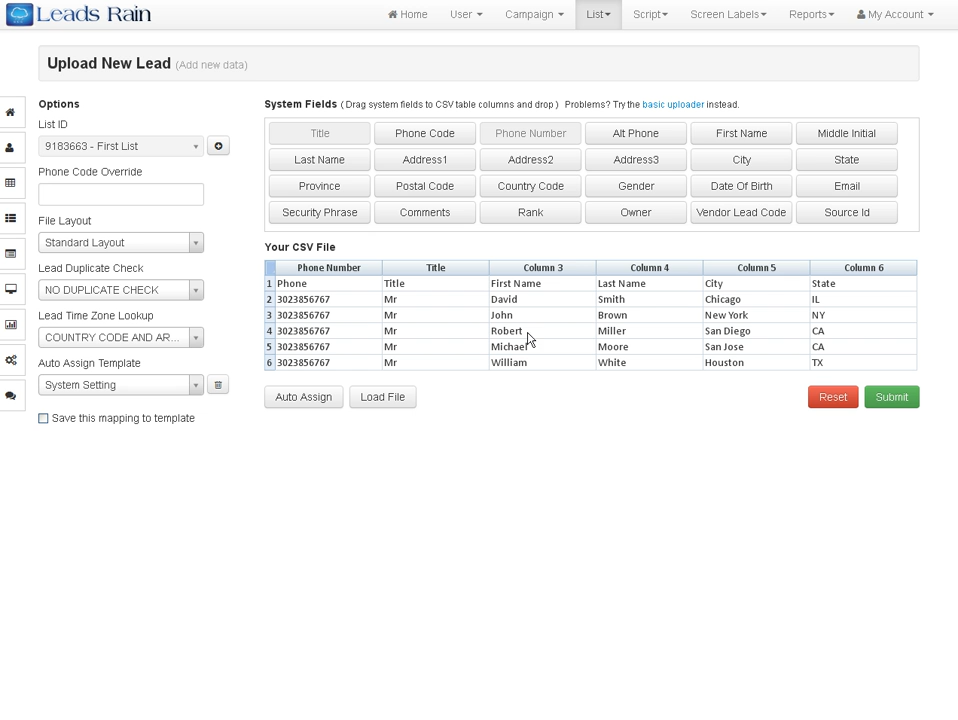 Leads Rain
Home User Campaign List Script Screen Labels Reports My Account
Upload New Lead (Add new data)
Options
List ID
9183663 - First List
Phone Code Override
File Layout
Standard Layout
Lead Duplicate Check
NO DUPLICATE CHECK
Lead Time Zone Lookup
COUNTRY CODE AND AR...
Auto Assign Template
System Setting
Save this mapping to template
System Fields ( Drag system fields to CSV table columns and drop ) Problems? Try the basic uploader instead.
Title Phone Code Phone Number Alt Phone First Name Middle Initial
Last Name Address1 Address2 Address3 City State
Province Postal Code Country Code Gender Date Of Birth Email
Security Phrase Comments Rank Owner Vendor Lead Code Source Id
Your CSV File
Phone Number Title Column 3 Column 4 Column 5 Column 6
1 Phone Title First Name Last Name City State
2 3023856767 Mr David Smith Chicago IL
3 3023856767 Mr John Brown New York NY
4 3023856767 Mr Robert Miller San Diego CA
5 3023856767 Mr Michael Moore San Jose CA
6 3023856767 Mr William White Houston TX
Auto Assign Load File Reset Submit